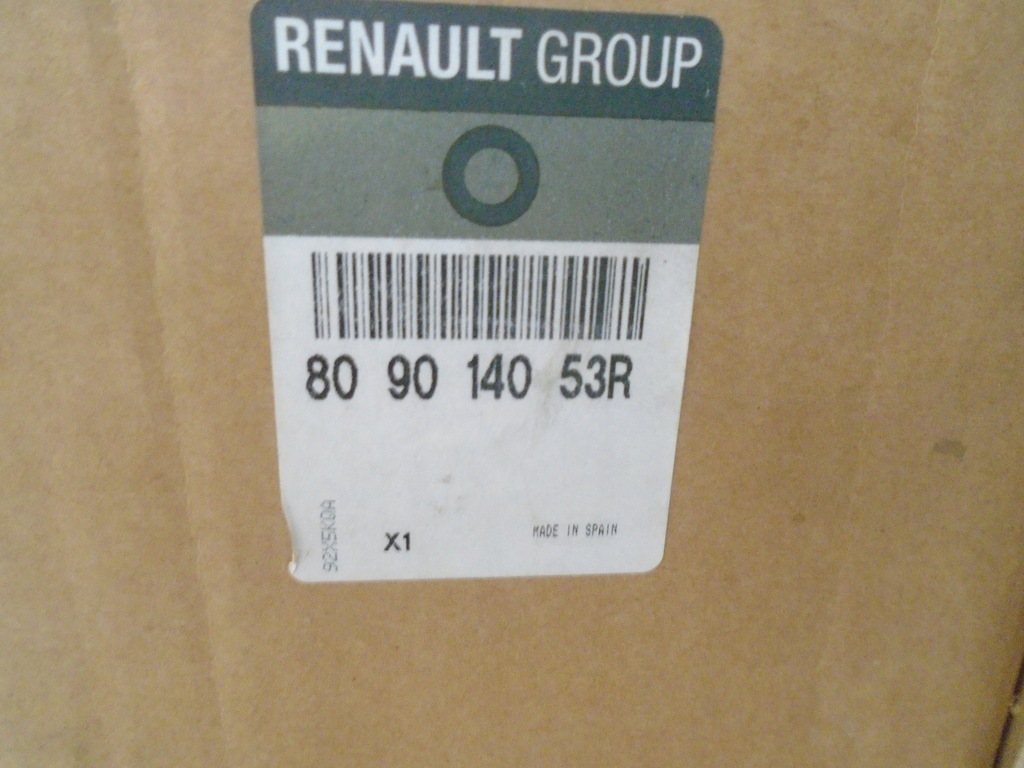 RENAULT GROUP
80 90 140 53R
92X5K0A
X1
MADE IN SPAIN